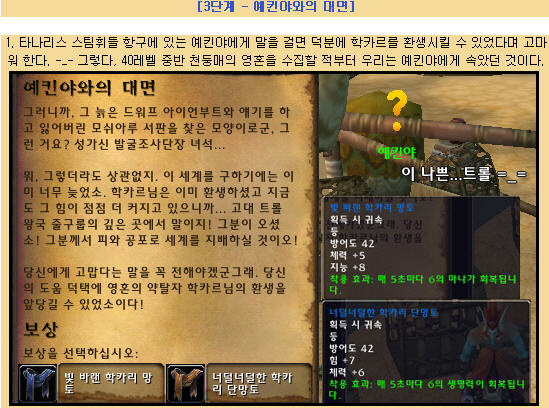 [3단계 - 예킨야와의 대면]
1. 타나리스 스팀휘들 항구에 있는 예킨야에게 말을 걸면 덕분에 학카르를 환생시킬 수 있었다며 고마
워 한다. -_- 그렇다. 40레벨 중반 천둥매의 영혼을 수집할 적부터 우리는 예킨야에게 속았던 것이다.
예킨야와의 대면
그러니까, 그 늙은 드워프 아이언부트와 얘기를 하
고 잃어버린 모쉬아루 서판을 찾은 모양이로군, 그
런 거요? 성가신 발굴조사단장 녀석...
뭐, 그렇더라도 상관없지. 이 세계를 구하기에는 이
미 너무 늦었소. 학카르님은 이미 환생하셨고 지금
도 그 힘이 점점 더 커지고 있으니까... 고대 트롤
왕국 줄구룹의 깊은 곳에서 말이지! 그분이 오셨
소! 그분께서 피와 공포로 세계를 지배하실 것이오!
당신에게 고맙다는 말을 꼭 전해야겠군그래. 당신
의 도움 덕택에 영혼의 약탈자 학카르님의 환생을
앞당길 수 있었소이다!
보상
보상을 선택하십시오:
빛 바랜 학카리 망
토
너덜너덜한 학카
리 단망토
예킨야
이 나쁜...트롤 =_=
빛 바랜 학카리 망토
획득 시 귀속
등
방어도 42
체력 +5
지능 +8
착용 효과: 매 5초마다 6의 마나가 회복됩니
다.
너덜너덜한 학카리 단망토
획득 시 귀속
등
방어도 42
힘 +7
체력 +6
착용 효과: 매 5초마다 6의 생명력이 회복됩니
다.